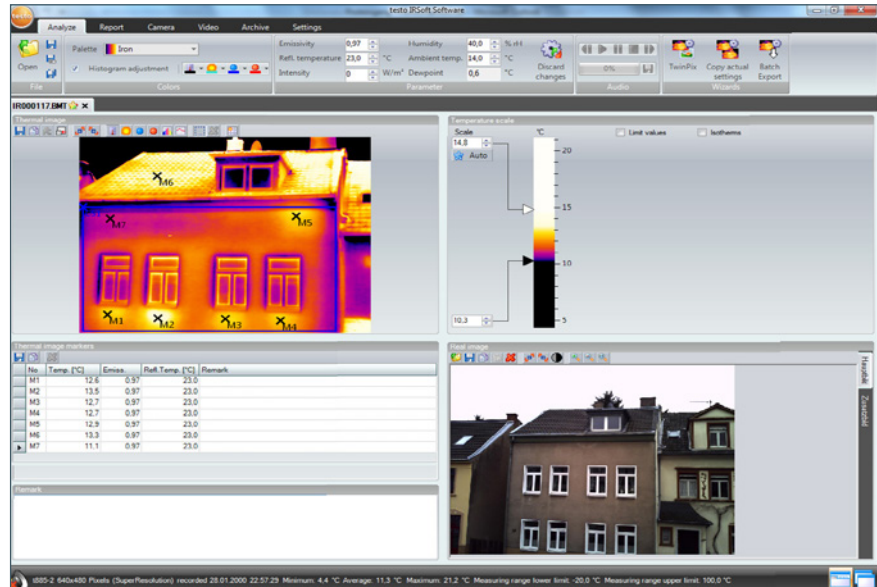 testo IRSoft Software
testo
Analyze Report Camera Video Archive Settings
Open
File
Palette Iron
Histogram adjustment
Colors
Emissivity 0,97 Humidity 40,0 % rH
Refl. temperature 23,0 °C Ambient temp. 14,0 °C
Intensity 0 W/m² Dewpoint 0,6 °C
Discard changes
Parameter
0%
Audio
TwinPix Copy actual settings Batch Export
Wizards
IR000117.BMT
Thermal image
M6
M7
M5
M1
M2
M3
M4
Temperature scale
Scale °C Limit values Isotherms
14,8
Auto
20
15
10
5
10,3
Thermal image markers
No Temp. [°C] Emiss. Refl.Temp. [°C] Remark
M1 12,6 0,97 23,0
M2 13,5 0,97 23,0
M3 12,7 0,97 23,0
M4 12,7 0,97 23,0
M5 12,9 0,97 23,0
M6 13,3 0,97 23,0
M7 11,1 0,97 23,0
Remark
Real image
Hauptbild
Zusatzbild
t885-2 640x480 Pixels (SuperResolution) recorded 28.01.2000 22:57:29 Minimum: 4,4 °C Average: 11,3 °C Maximum: 21,2 °C Measuring range lower limit: -20,0 °C Measuring range upper limit: 100,0 °C